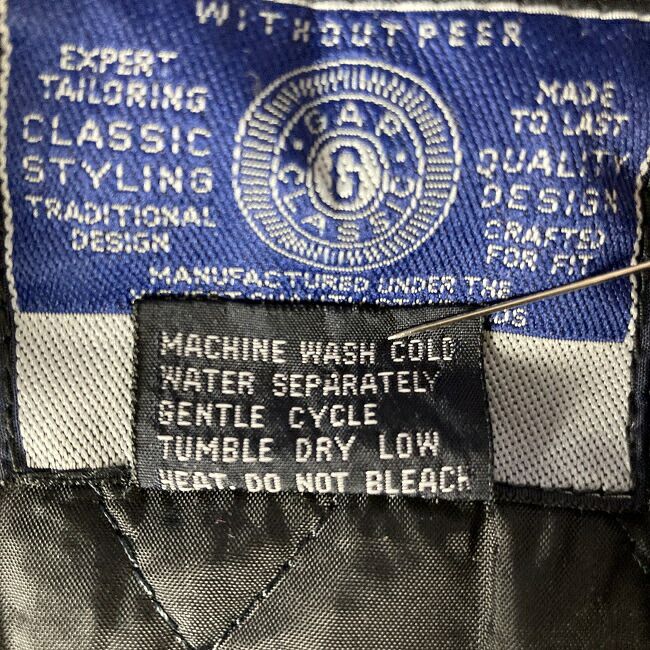 WITHOUT PEER
EXPERT
TAILORING
CLASSIC
STYLING
TRADITIONAL
DESIGN
GAP
CLASSIC
G
MADE
TO LAST
QUALITY
DESIGN
CRAFTED
FOR FIT
MANUFACTURED UNDER THE
MACHINE WASH COLD
WATER SEPARATELY
GENTLE CYCLE
TUMBLE DRY LOW
HEAT. DO NOT BLEACH